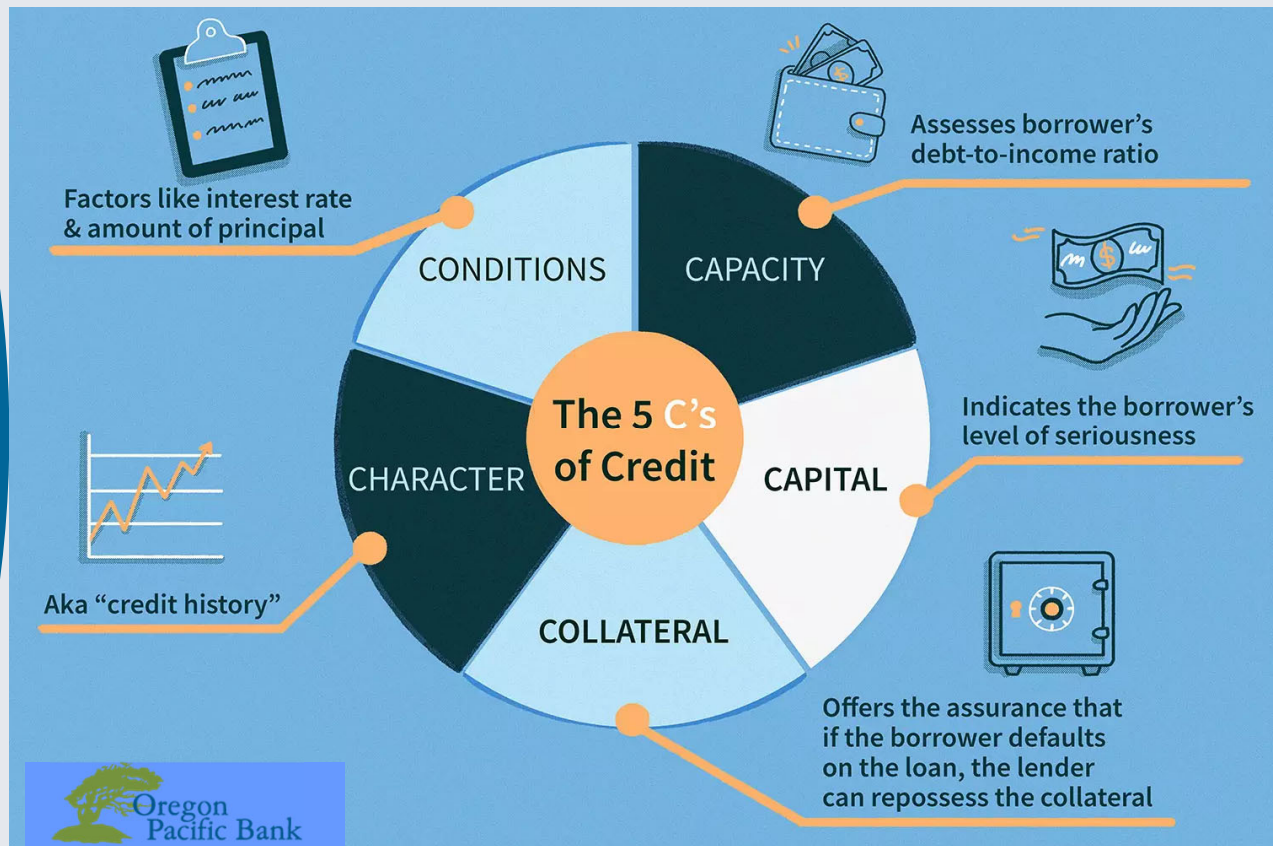 Factors like interest rate
& amount of principal
CONDITIONS
CAPACITY
Assesses borrower's
debt-to-income ratio
The 5 C's
of Credit
CHARACTER
Aka “credit history”
CAPITAL
Indicates the borrower's
level of seriousness
COLLATERAL
Offers the assurance that
if the borrower defaults
on the loan, the lender
can repossess the collateral
Oregon
Pacific Bank